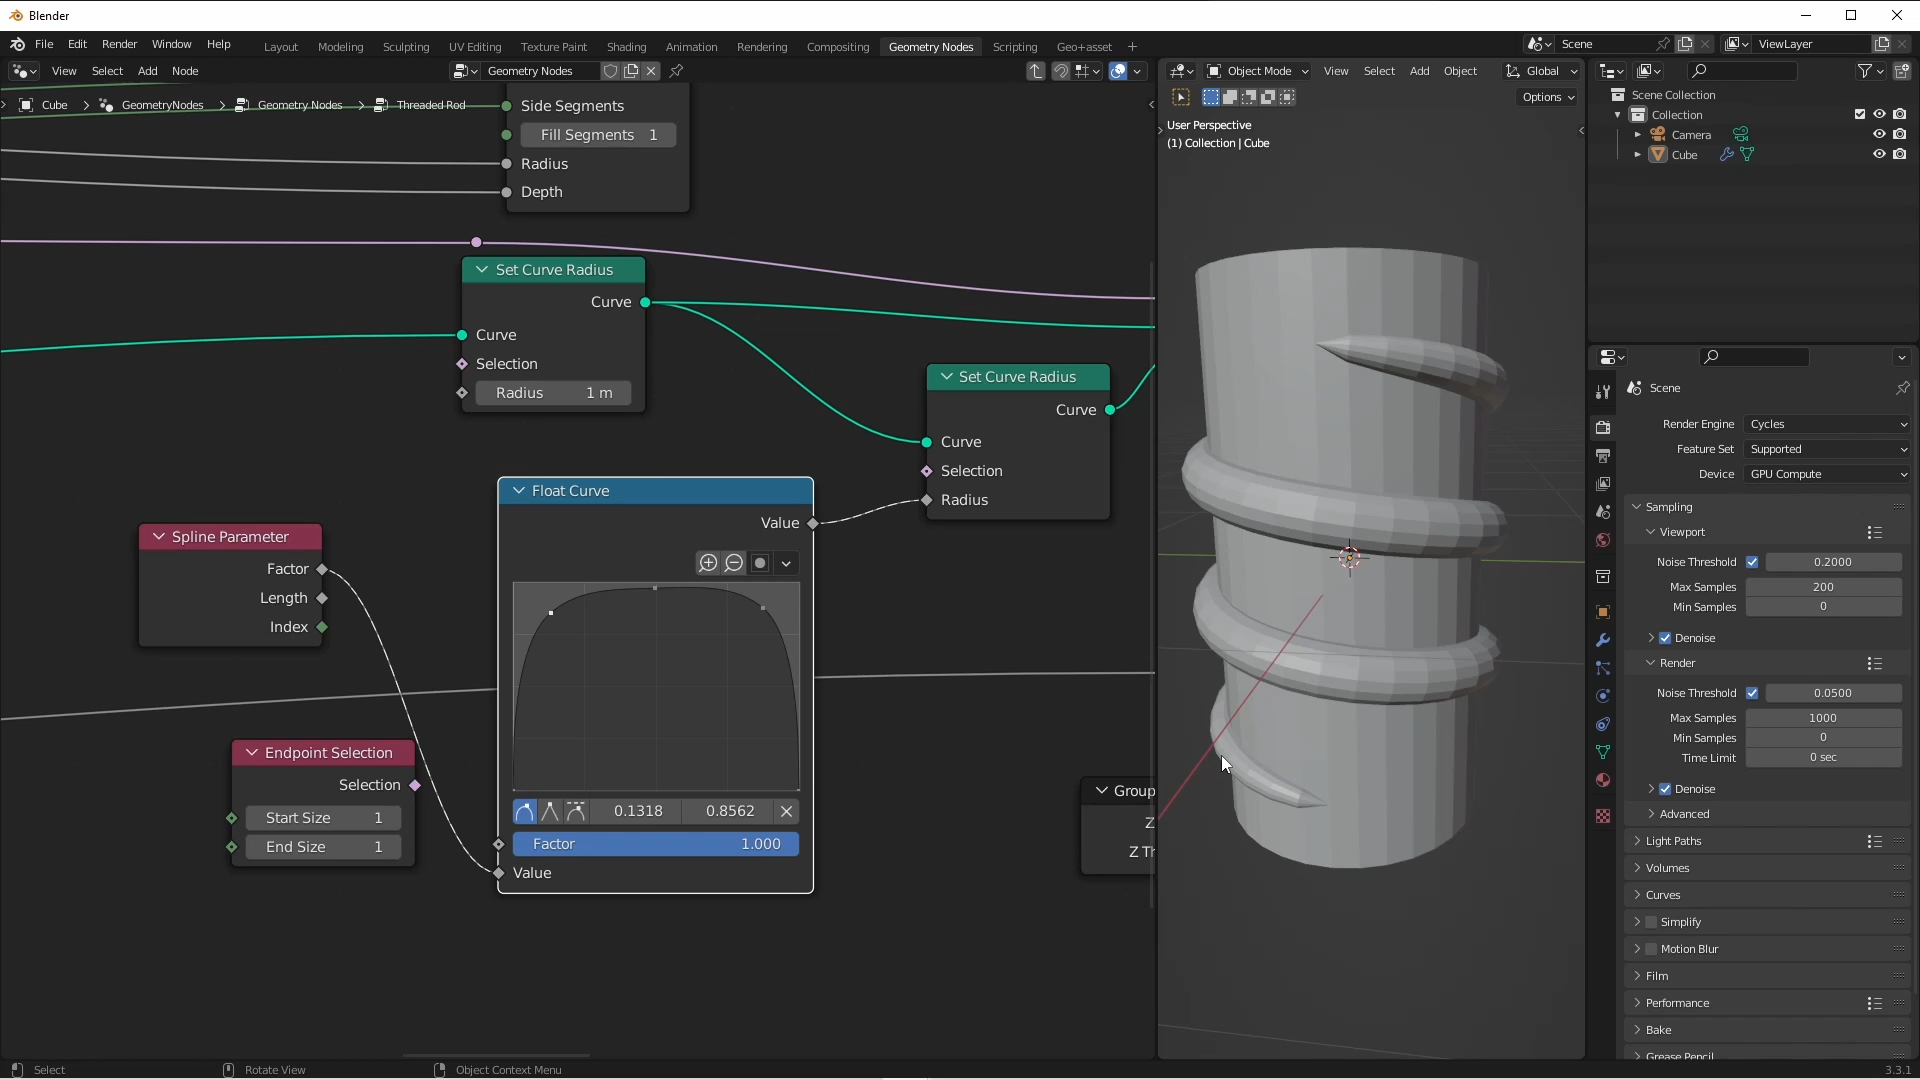 Blender
File Edit Render Window Help
Layout Modeling Sculpting UV Editing Texture Paint Shading Animation Rendering Compositing Geometry Nodes Scripting Geo+asset +
Scene
ViewLayer
View Select Add Node
Geometry Nodes
Object Mode
View Select Add Object
Global
Cube > GeometryNodes > Geometry Nodes > Threaded Rod
Options
Side Segments
Fill Segments 1
Radius
Depth
Set Curve Radius
Curve
Curve
Selection
Radius 1 m
Set Curve Radius
Curve
Curve
Selection
Radius
Float Curve
Value
0.1318 0.8562
Factor 1.000
Value
Spline Parameter
Factor
Length
Index
Endpoint Selection
Selection
Start Size 1
End Size 1
Group
Z
Z Th
User Perspective
(1) Collection | Cube
Scene Collection
Collection
Camera
Cube
Scene
Render Engine Cycles
Feature Set Supported
Device GPU Compute
Sampling
Viewport
Noise Threshold 0.2000
Max Samples 200
Min Samples 0
Denoise
Render
Noise Threshold 0.0500
Max Samples 1000
Min Samples 0
Time Limit 0 sec
Denoise
Advanced
Light Paths
Volumes
Curves
Simplify
Motion Blur
Film
Performance
Bake
Grease Pencil
Select
Rotate View
Object Context Menu
3.3.1